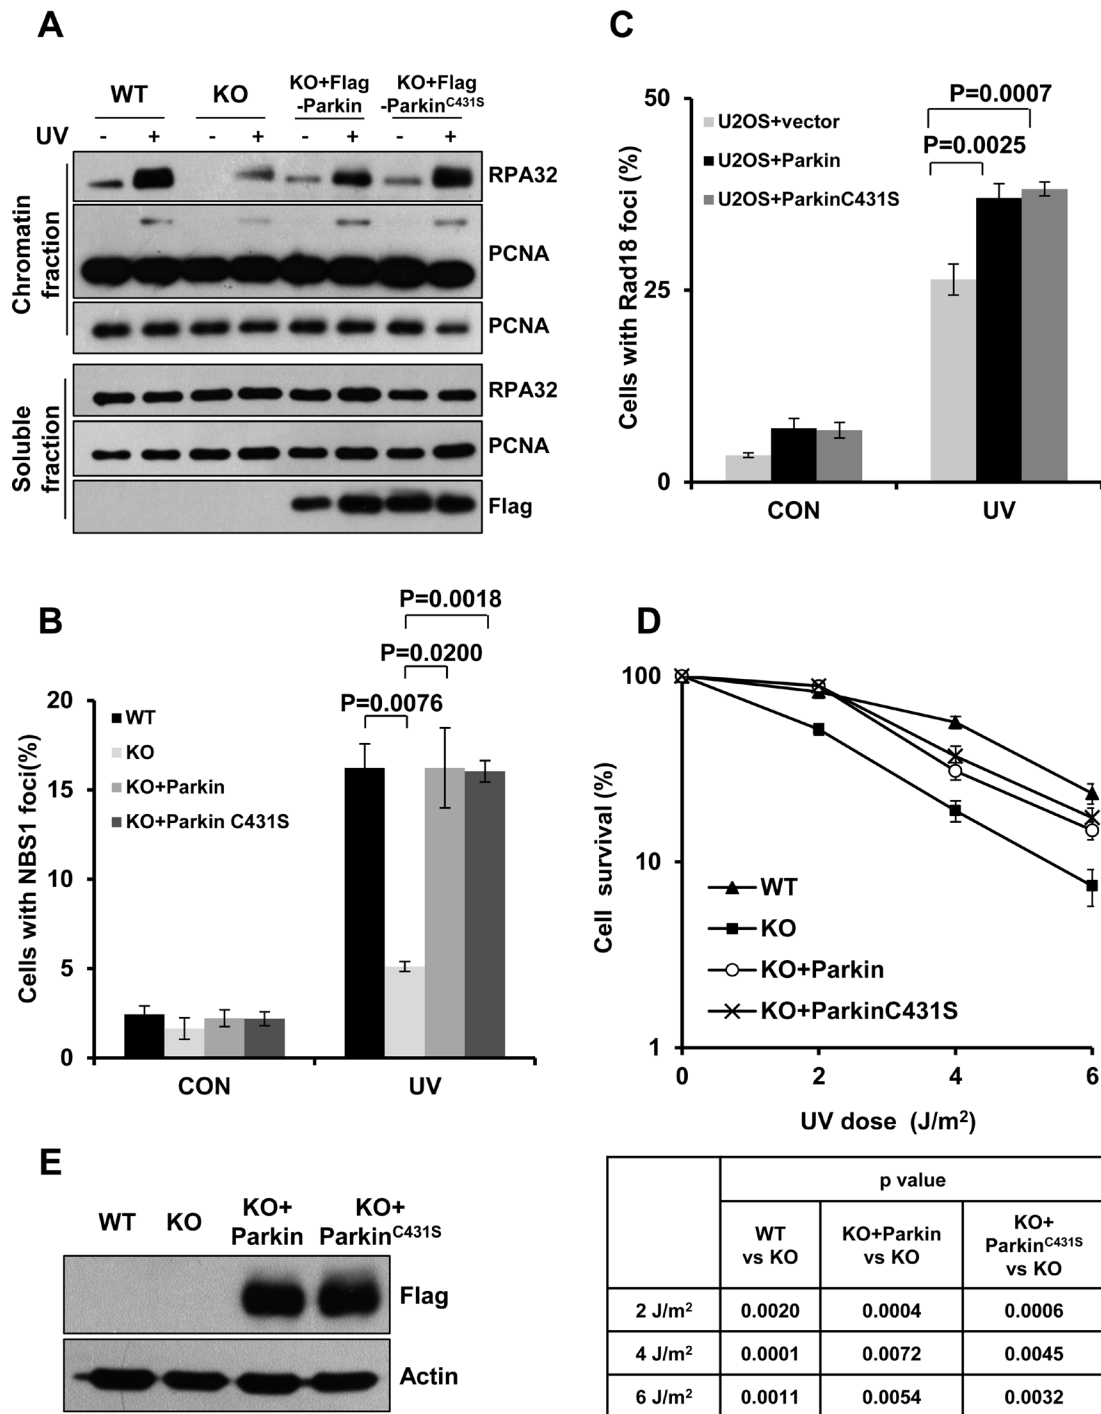 A
WT
KO
KO+Flag
-Parkin
KO+Flag
-Parkin^C431S
UV - + - + - + - +
Chromatin
fraction
RPA32
PCNA
PCNA
Soluble
fraction
RPA32
PCNA
Flag
C
50
25
0
Cells with Rad18 foci (%)
U2OS+vector
U2OS+Parkin
U2OS+ParkinC431S
P=0.0007
P=0.0025
CON
UV
B
P=0.0018
P=0.0200
P=0.0076
20
15
10
5
0
Cells with NBS1 foci(%)
WT
KO
KO+Parkin
KO+Parkin C431S
CON
UV
D
100
10
1
Cell survival (%)
WT
KO
KO+Parkin
KO+ParkinC431S
0 2 4 6
UV dose (J/m²)
p value
WT
vs KO
KO+Parkin
vs KO
KO+
Parkin^C431S
vs KO
2 J/m² 0.0020 0.0004 0.0006
4 J/m² 0.0001 0.0072 0.0045
6 J/m² 0.0011 0.0054 0.0032
E
WT
KO
KO+
Parkin
KO+
Parkin^C431S
Flag
Actin